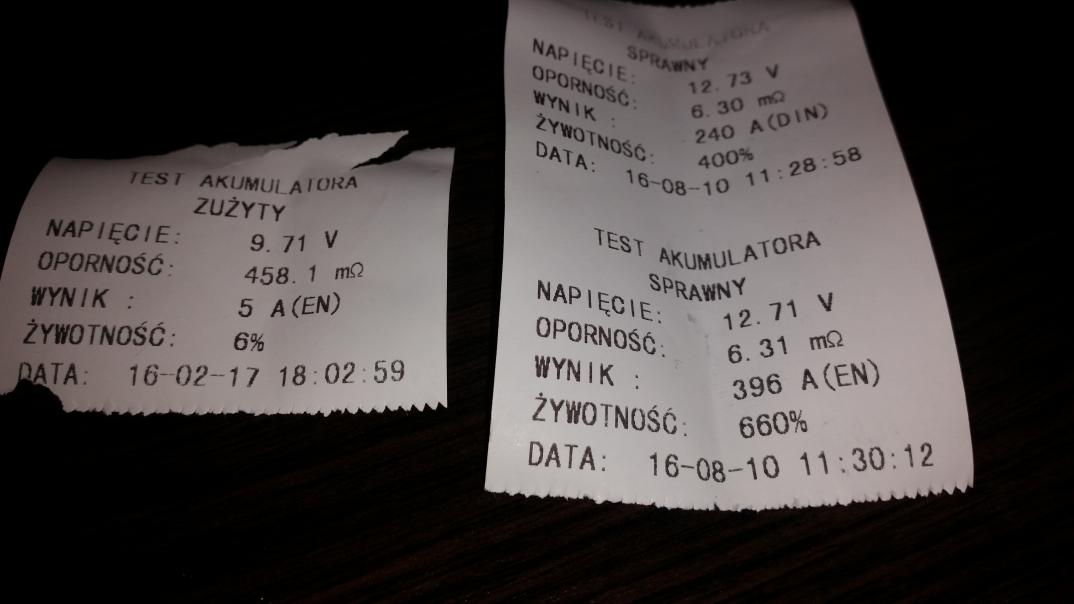 TEST AKUMULATORA
ZUŻYTY
NAPIĘCIE: 9.71 V
OPORNOŚĆ: 458.1 mΩ
WYNIK : 5 A(EN)
ŻYWOTNOŚĆ: 6%
DATA: 16-02-17 18:02:59
TEST AKUMULATORA
SPRAWNY
NAPIĘCIE: 12.73 V
OPORNOŚĆ: 6.30 mΩ
WYNIK : 240 A(DIN)
ŻYWOTNOŚĆ: 400%
DATA: 16-08-10 11:28:58
TEST AKUMULATORA
SPRAWNY
NAPIĘCIE: 12.71 V
OPORNOŚĆ: 6.31 mΩ
WYNIK : 396 A(EN)
ŻYWOTNOŚĆ: 660%
DATA: 16-08-10 11:30:12